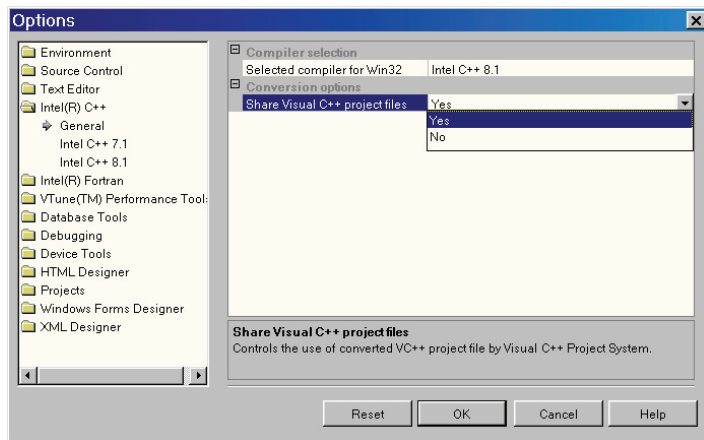 Options
Environment
Source Control
Text Editor
Intel(R) C++
General
Intel C++ 7.1
Intel C++ 8.1
Intel(R) Fortran
VTune(TM) Performance Tool
Database Tools
Debugging
Device Tools
HTML Designer
Projects
Windows Forms Designer
XML Designer
Compiler selection
Selected compiler for Win32 Intel C++ 8.1
Conversion options
Share Visual C++ project files Yes
Yes
No
Share Visual C++ project files
Controls the use of converted VC++ project file by Visual C++ Project System.
Reset OK Cancel Help